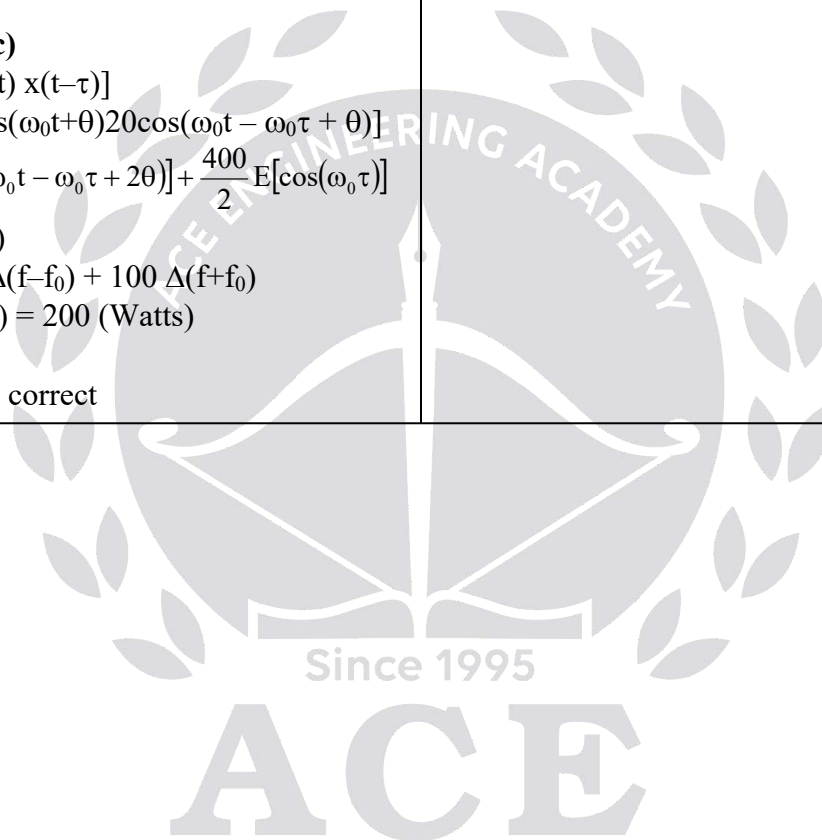 c)
t) x(t–τ)]
s(ω₀t+θ)20cos(ω₀t – ω₀τ + θ)]
ω₀t – ω₀τ + 2θ)]+ 400/2 E[cos(ω₀τ)]
)
Δ(f–f₀) + 100 Δ(f+f₀)
) = 200 (Watts)
correct
ACE ENGINEERING ACADEMY
Since 1995
ACE